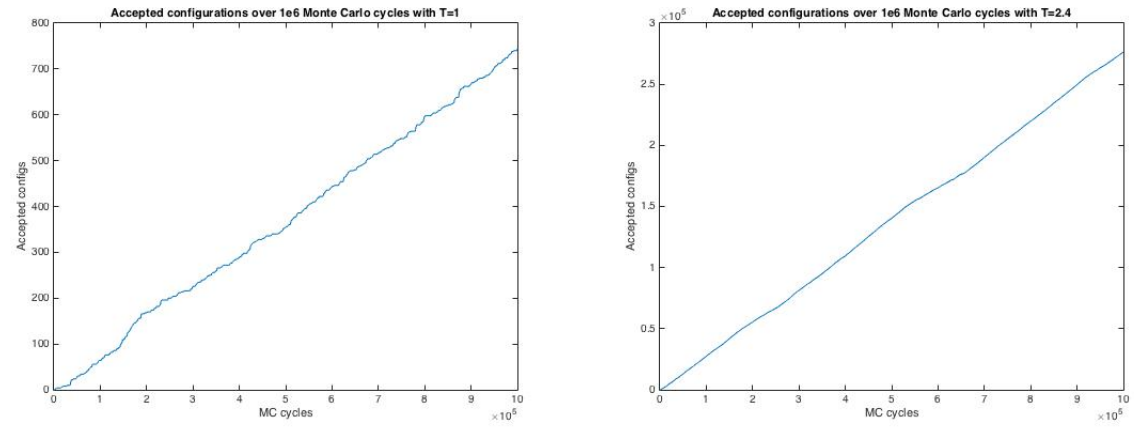 Accepted configurations over 1e6 Monte Carlo cycles with T=1
800
700
600
500
400
300
200
100
0
Accepted configs
0 1 2 3 4 5 6 7 8 9 10
×10^5
MC cycles
Accepted configurations over 1e6 Monte Carlo cycles with T=2.4
×10^5
3
2.5
2
1.5
1
0.5
0
Accepted configs
0 1 2 3 4 5 6 7 8 9 10
×10^5
MC cycles